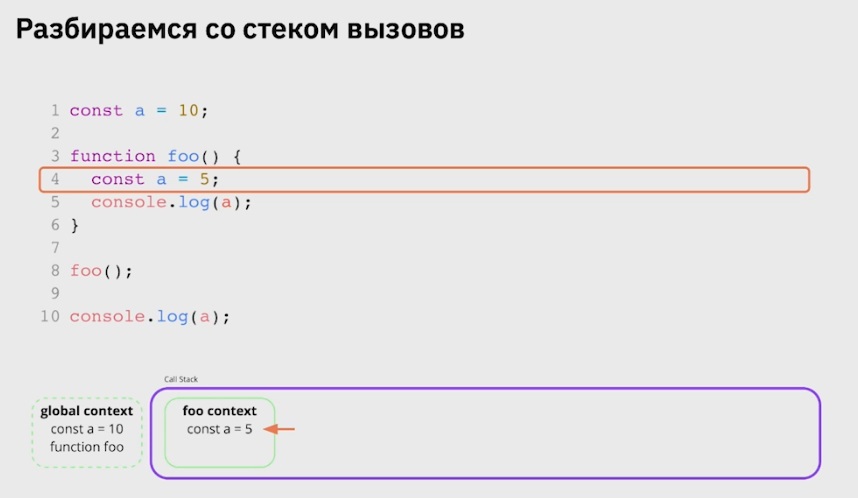 Разбираемся со стеком вызовов
1 const a = 10;
2
3 function foo() {
4   const a = 5;
5   console.log(a);
6 }
7
8 foo();
9
10 console.log(a);
Call Stack
global context
const a = 10
function foo
foo context
const a = 5